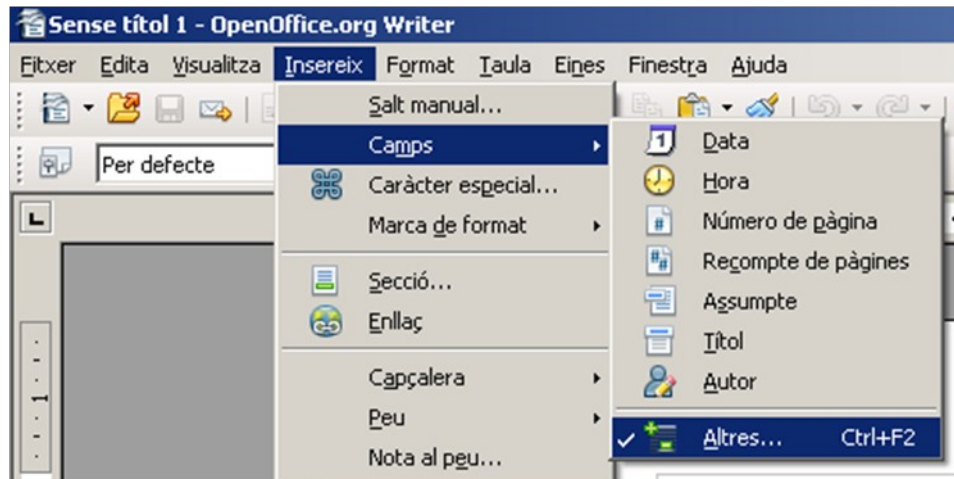 Sense títol 1 - OpenOffice.org Writer
Fitxer Edita Visualitza Insereix Format Taula Eines Finestra Ajuda
Per defecte
Salt manual...
Camps
Caràcter especial...
Marca de format
Secció...
Enllaç
Capçalera
Peu
Nota al peu...
Data
Hora
Número de pàgina
Recompte de pàgines
Assumpte
Títol
Autor
Altres... Ctrl+F2
1